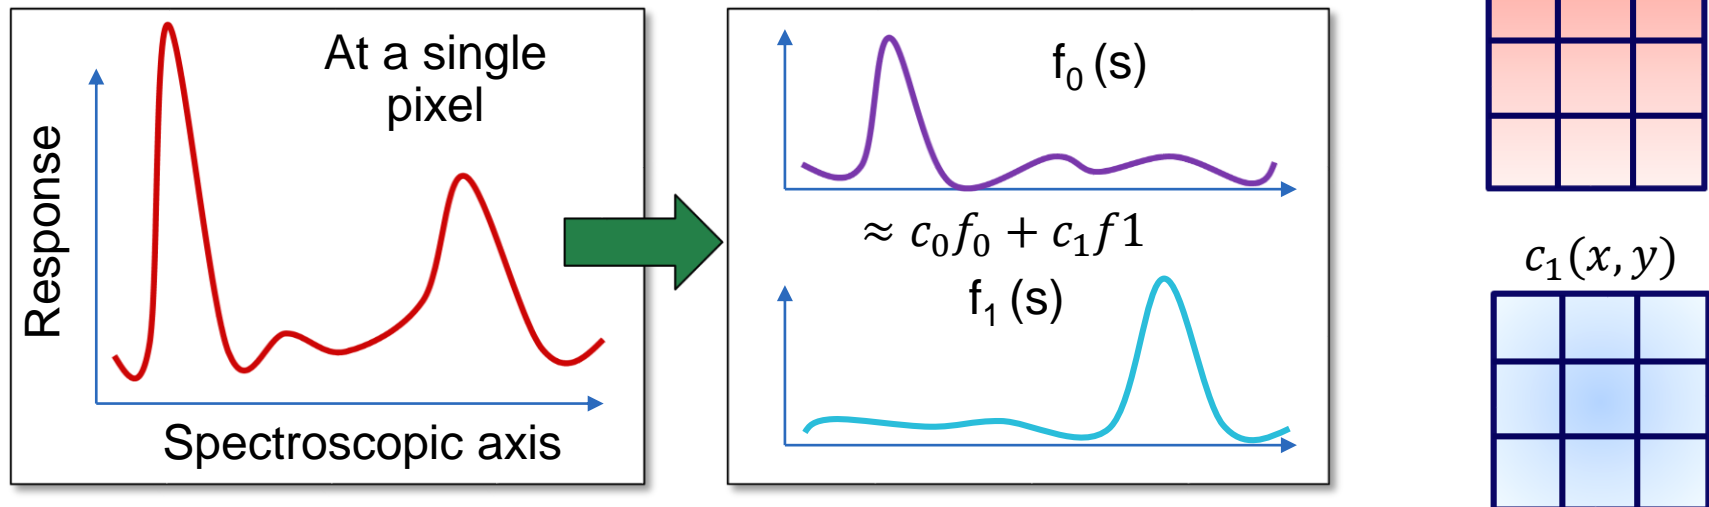 At a single
pixel
Response
Spectroscopic axis
f₀ (s)
≈ c₀f₀ + c₁f1
f₁ (s)
c₁(x, y)